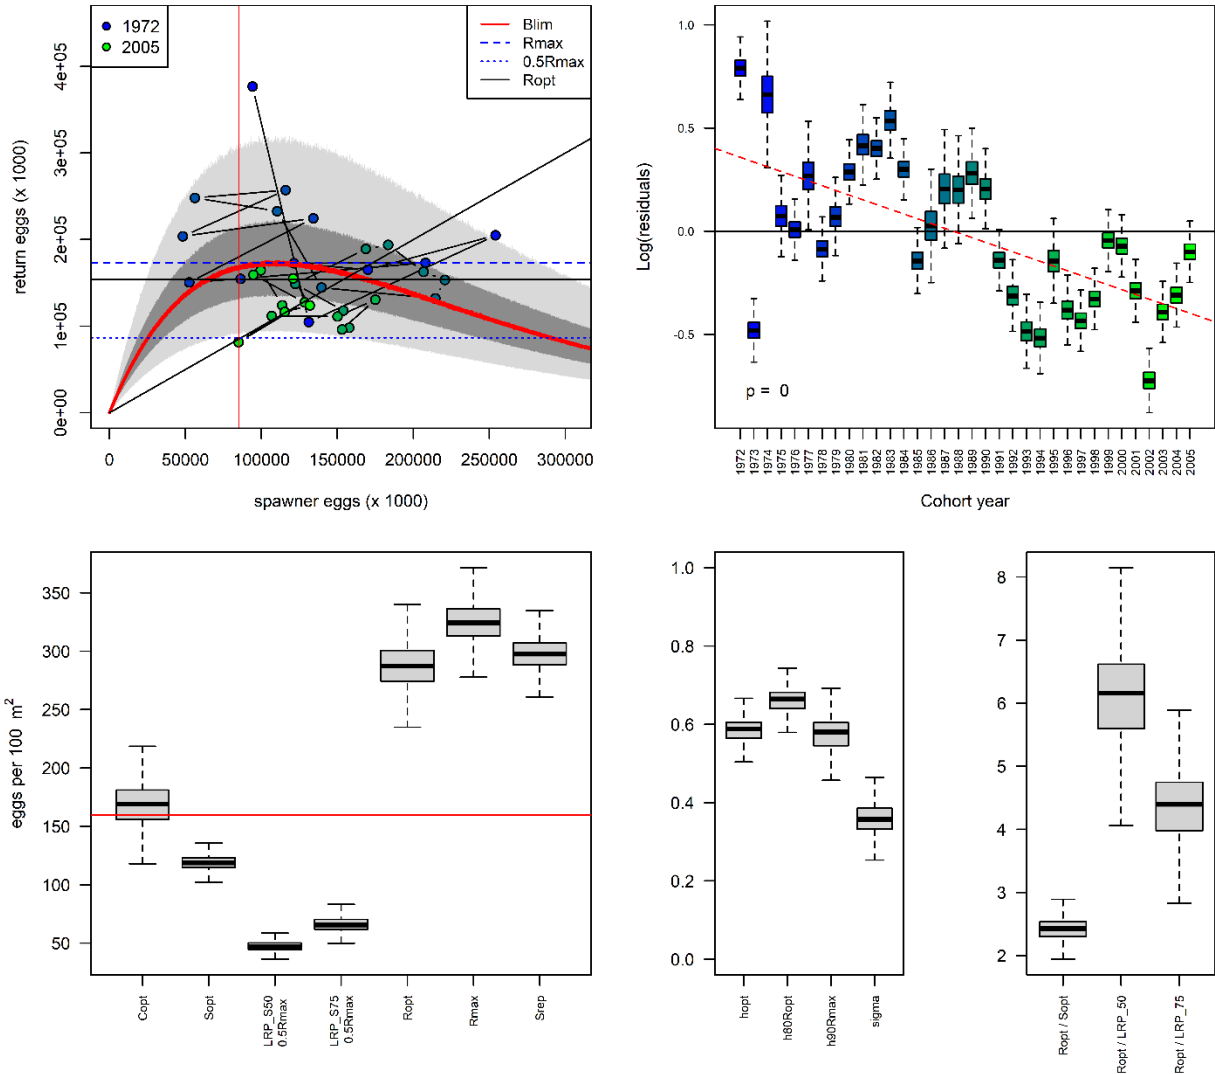 1972
2005
Blim
Rmax
0.5Rmax
Ropt
return eggs (x 1000)
0e+00
1e+05
2e+05
3e+05
4e+05
0
50000
100000
150000
200000
250000
300000
spawner eggs (x 1000)
Log(residuals)
1.0
0.5
0.0
-0.5
p = 0
1972
1973
1974
1975
1976
1977
1978
1979
1980
1981
1982
1983
1984
1985
1986
1987
1988
1989
1990
1991
1992
1993
1994
1995
1996
1997
1998
1999
2000
2001
2002
2003
2004
2005
Cohort year
eggs per 100 m²
350
300
250
200
150
100
50
Copt
Sopt
LRP_S50
0.5Rmax
LRP_S75
0.5Rmax
Ropt
Rmax
Srep
1.0
0.8
0.6
0.4
0.2
0.0
hopt
h80Ropt
h90Rmax
sigma
8
7
6
5
4
3
2
Ropt / Sopt
Ropt / LRP_50
Ropt / LRP_75